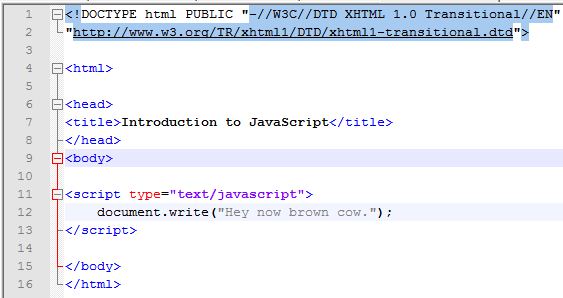 1 <!DOCTYPE html PUBLIC "-//W3C//DTD XHTML 1.0 Transitional//EN"
2 "http://www.w3.org/TR/xhtml1/DTD/xhtml1-transitional.dtd">
3
4 <html>
5
6 <head>
7 <title>Introduction to JavaScript</title>
8 </head>
9 <body>
10
11 <script type="text/javascript">
12     document.write("Hey now brown cow.");
13 </script>
14
15 </body>
16 </html>